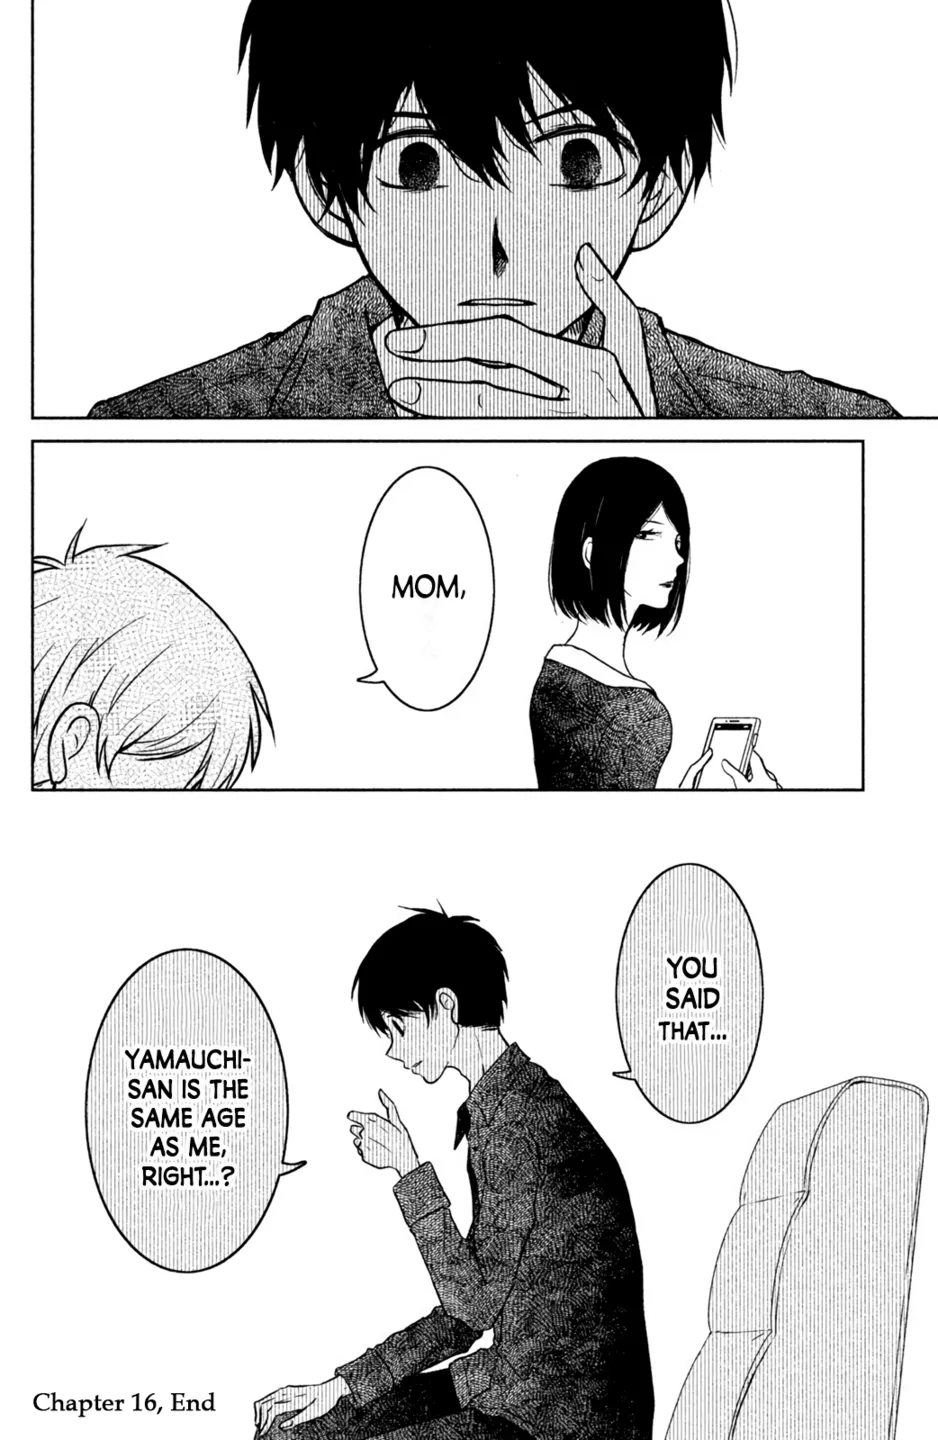 MOM,
YOU
SAID
THAT...
YAMAUCHI-
SAN IS THE
SAME AGE
AS ME,
RIGHT...?
Chapter 16, End